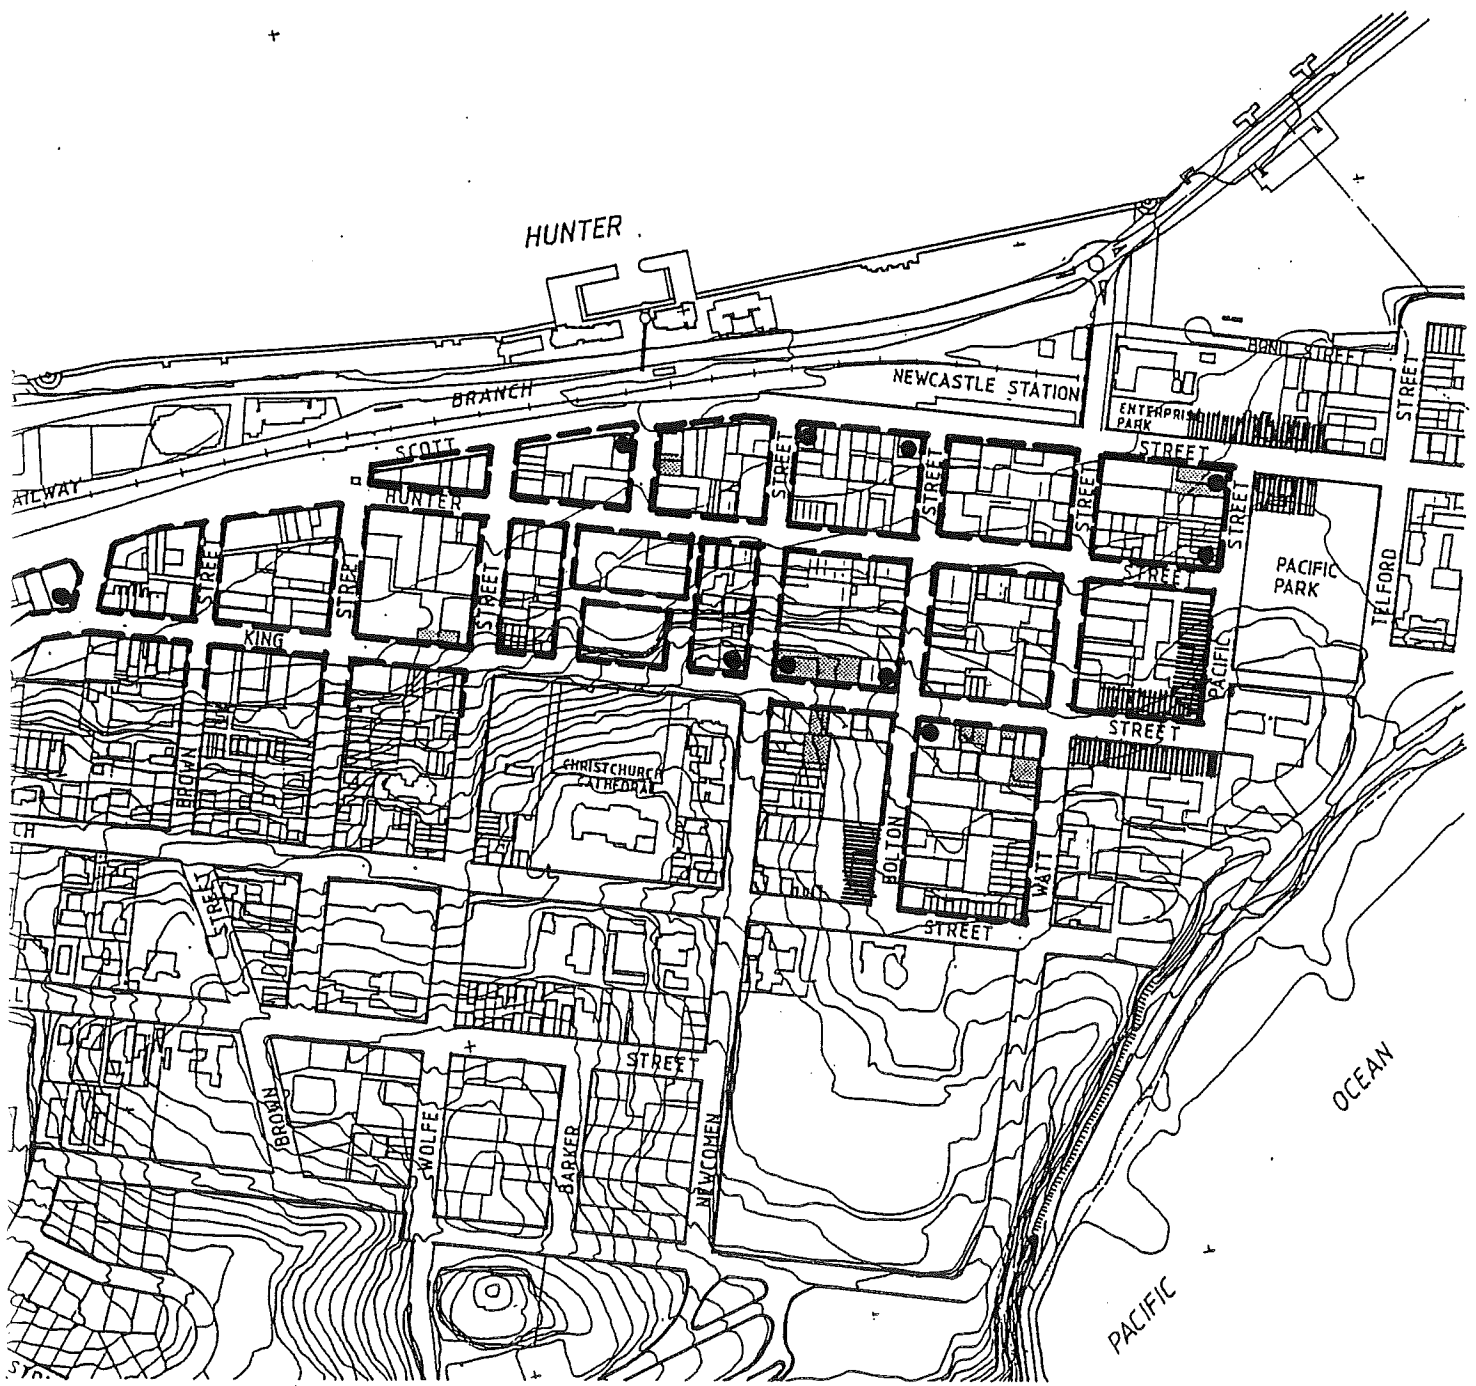 HUNTER
BOND STREET
STREET
BRANCH
NEWCASTLE STATION
ENTERPRISE
PARK
STREET
SCOTT
STREET
STREET
STREET
STREET
AILWAY
HUNTER
STREET
PACIFIC
PARK
TELFORD
STREET
STREET
STREET
KING
PACIFIC
STREET
BROWN
CHRISTCHURCH
CATHEDRAL
BOLTON
WATT
CH
STREET
STREET
STREET
OCEAN
BROWN
WOLFE
BARKER
NEWCOMEN
PACIFIC